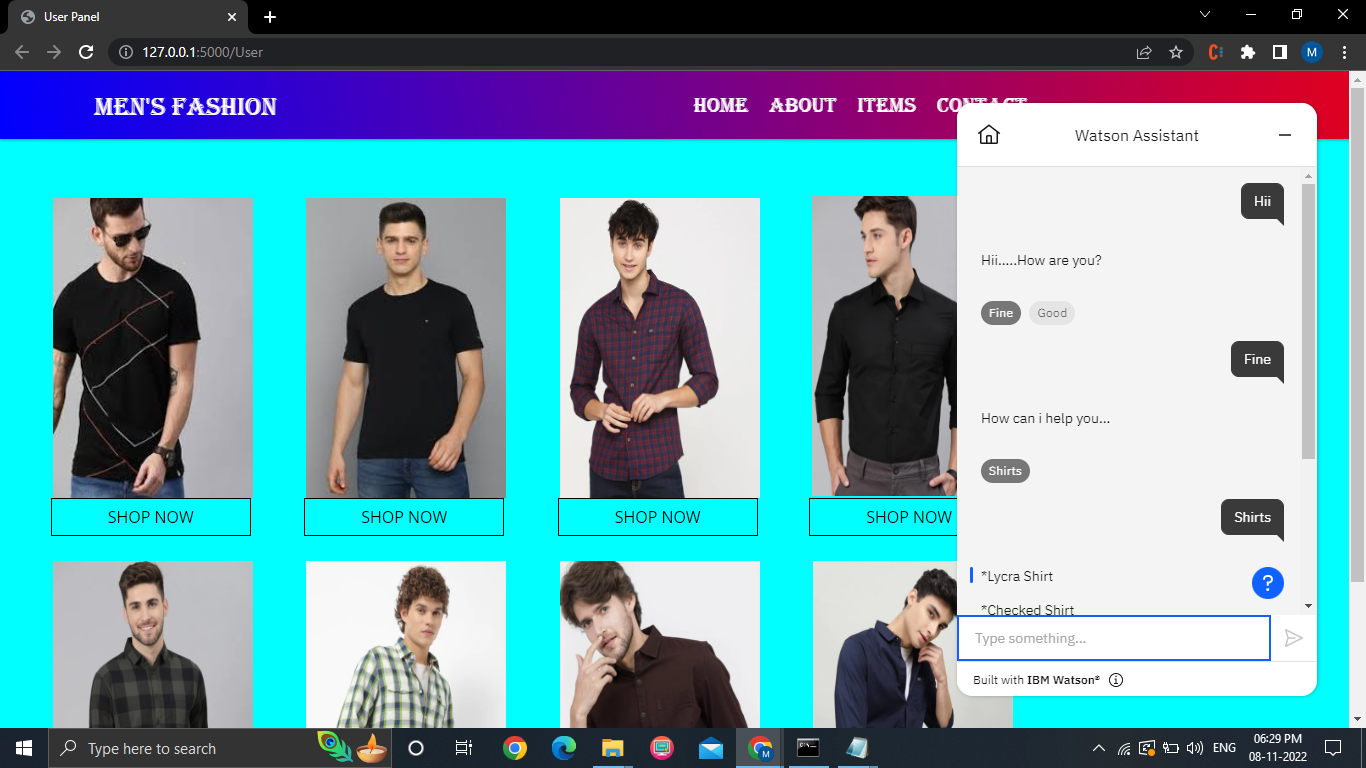 User Panel
127.0.0.1:5000/User
M
MEN'S FASHION
HOME ABOUT ITEMS CONTACT
Watson Assistant
Hii
Hii.....How are you?
Fine Good
Fine
How can i help you...
Shirts
Shirts
*Lycra Shirt
?
*Checked Shirt
Type something...
Built with IBM Watson®
SHOP NOW SHOP NOW SHOP NOW SHOP NOW
Type here to search
M
ENG
06:29 PM
08-11-2022